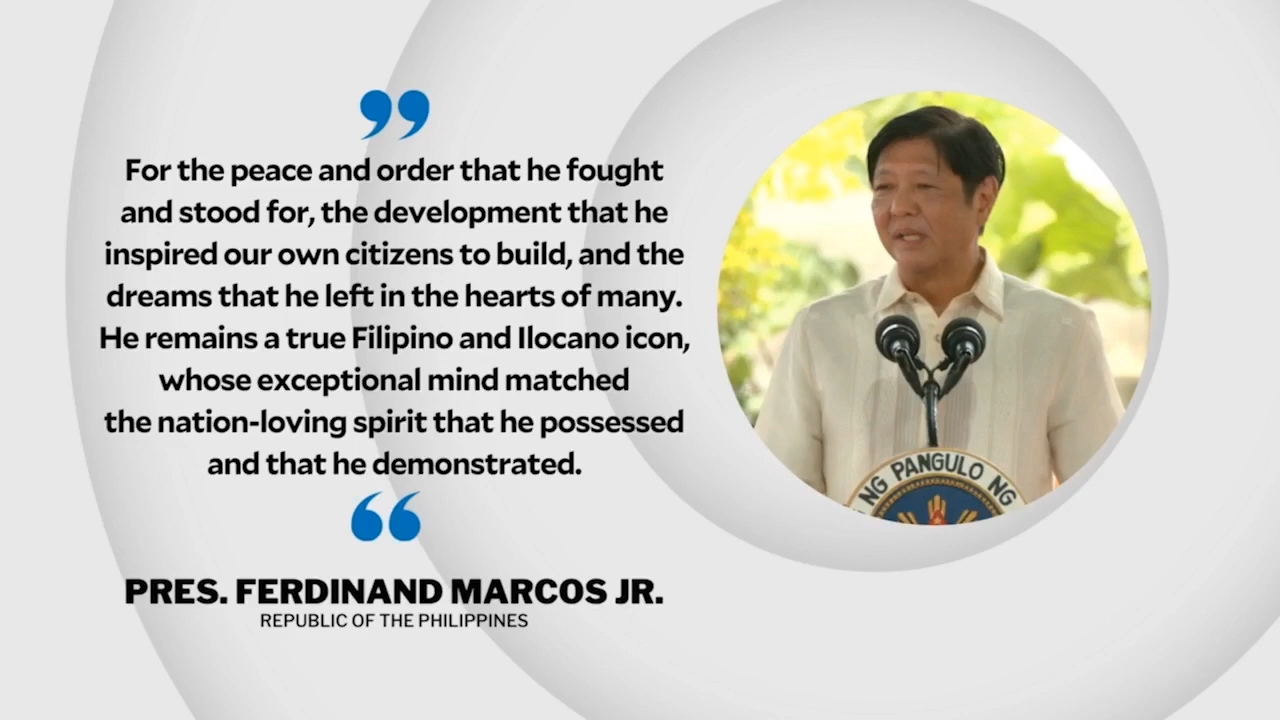 ”
For the peace and order that he fought
and stood for, the development that he
inspired our own citizens to build, and the
dreams that he left in the hearts of many.
He remains a true Filipino and Ilocano icon,
whose exceptional mind matched
the nation-loving spirit that he possessed
and that he demonstrated.
“
PRES. FERDINAND MARCOS JR.
REPUBLIC OF THE PHILIPPINES
NG PANGULO NG